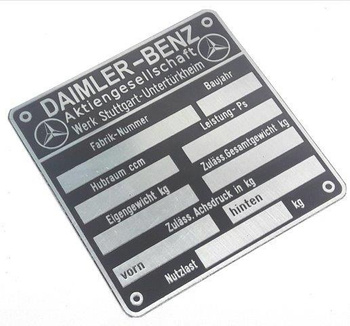 DAIMLER-BENZ
Aktiengesellschaft
Werk Stuttgart-Untertürkheim
Fabrik-Nummer Baujahr
Hubraum ccm Leistung-Ps
Eigengewicht kg Zuläss.Gesamtgewicht kg
Zuläss. Achsdruck in kg
vorn hinten
Nutzlast kg